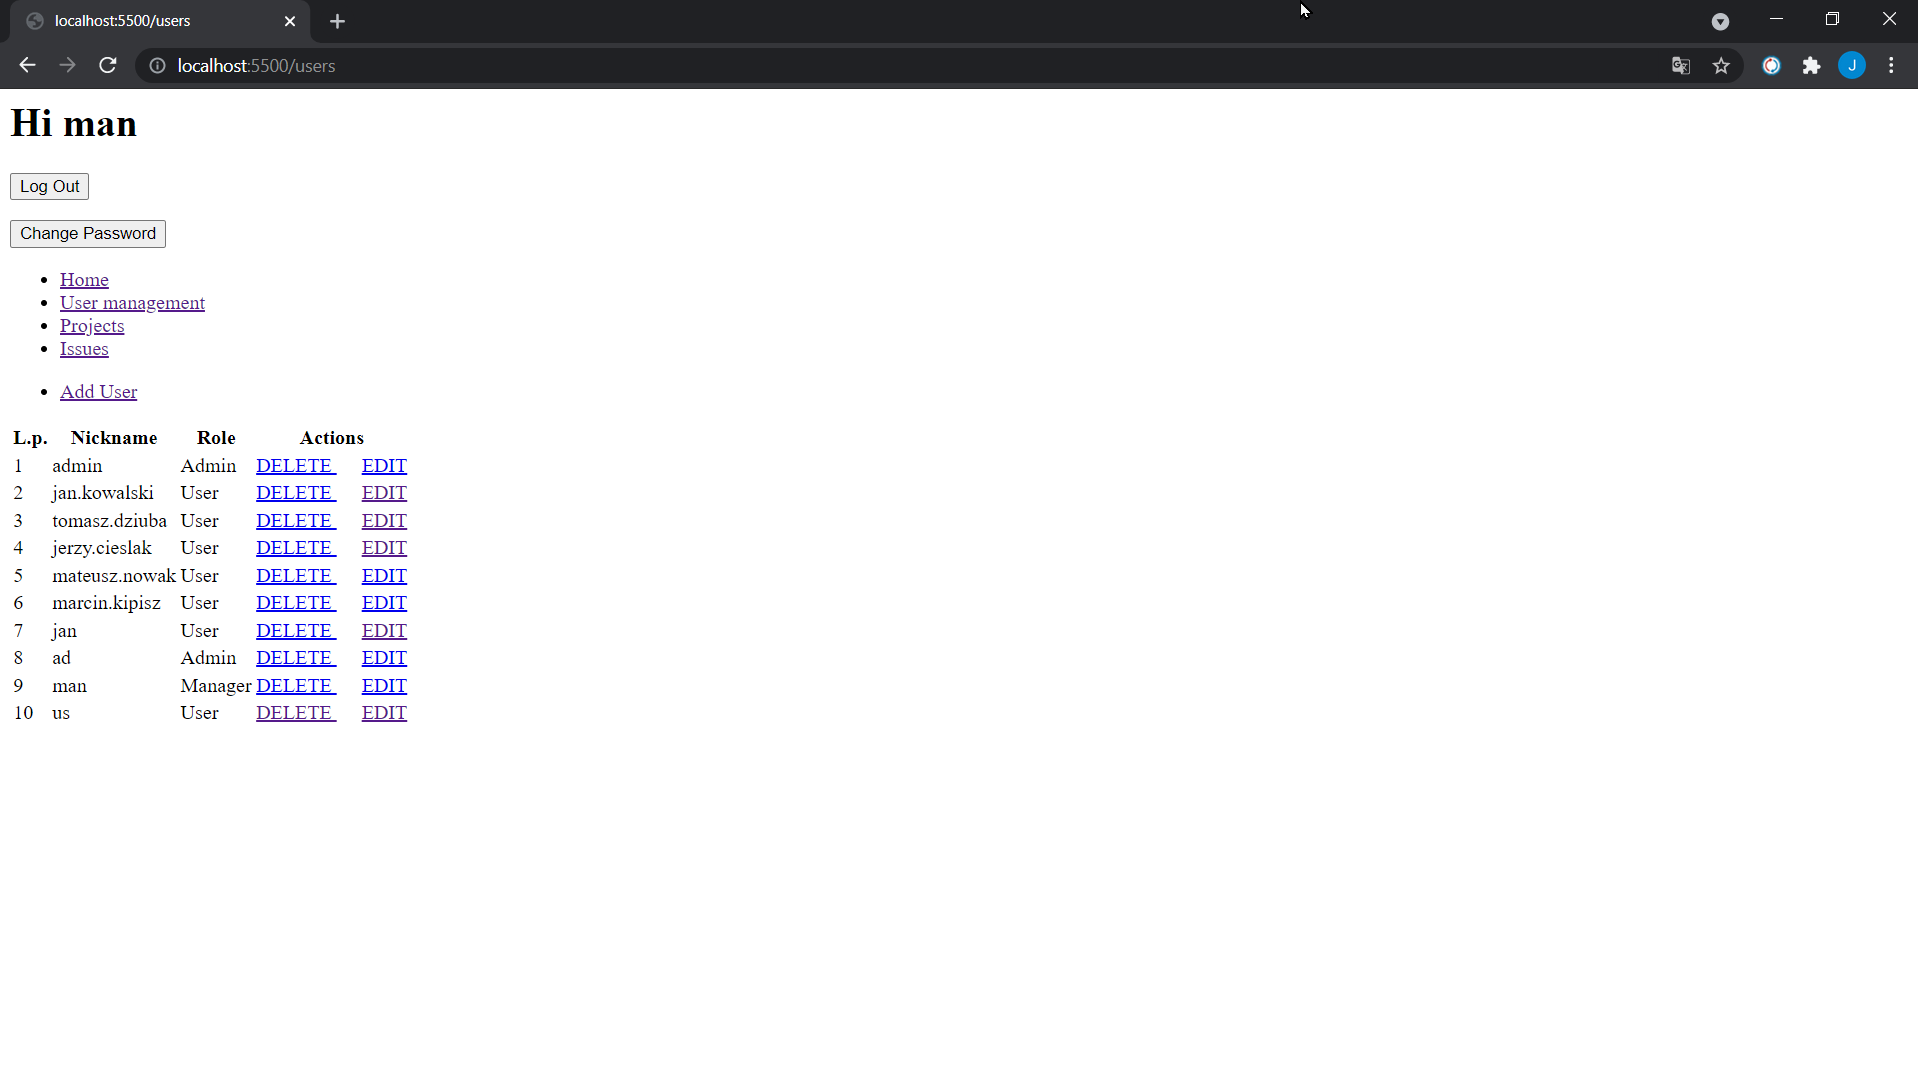 localhost:5500/users
localhost:5500/users
J
Hi man
Log Out
Change Password
Home
User management
Projects
Issues
Add User
L.p. Nickname Role Actions
1 admin Admin DELETE EDIT
2 jan.kowalski User DELETE EDIT
3 tomasz.dziuba User DELETE EDIT
4 jerzy.cieslak User DELETE EDIT
5 mateusz.nowak User DELETE EDIT
6 marcin.kipisz User DELETE EDIT
7 jan User DELETE EDIT
8 ad Admin DELETE EDIT
9 man Manager DELETE EDIT
10 us User DELETE EDIT